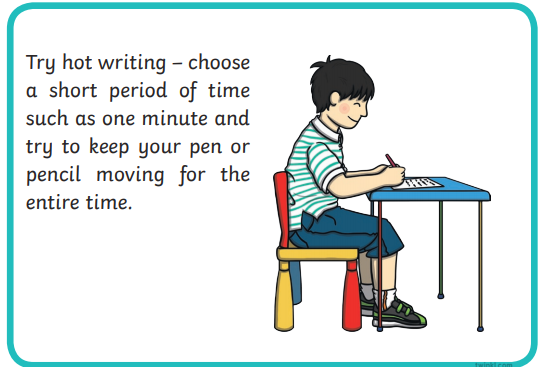 Try hot writing – choose
a short period of time
such as one minute and
try to keep your pen or
pencil moving for the
entire time.
twinkl.com